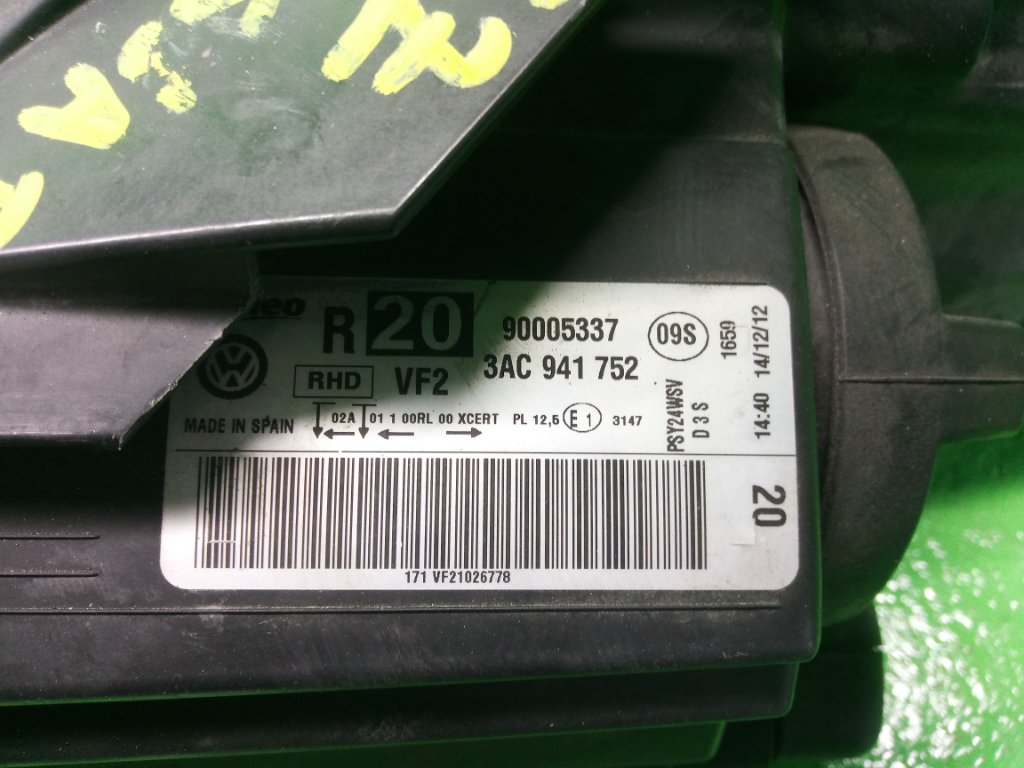 R 20 90005337 09S
RHD VF2 3AC 941 752
MADE IN SPAIN 02A 01 1 00RL 00 XCERT PL 12,5 E 1 3147
PSY24WSV
D3S
1659
14:40 14/12/12
20
171 VF21026778